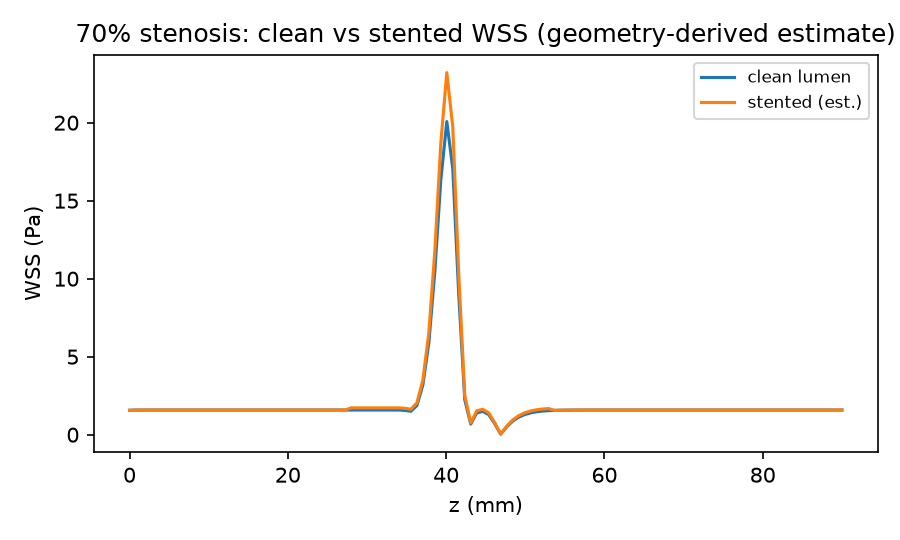 70% stenosis: clean vs stented WSS (geometry-derived estimate)
clean lumen
stented (est.)
WSS (Pa)
20
15
10
5
0
0 20 40 60 80
z (mm)